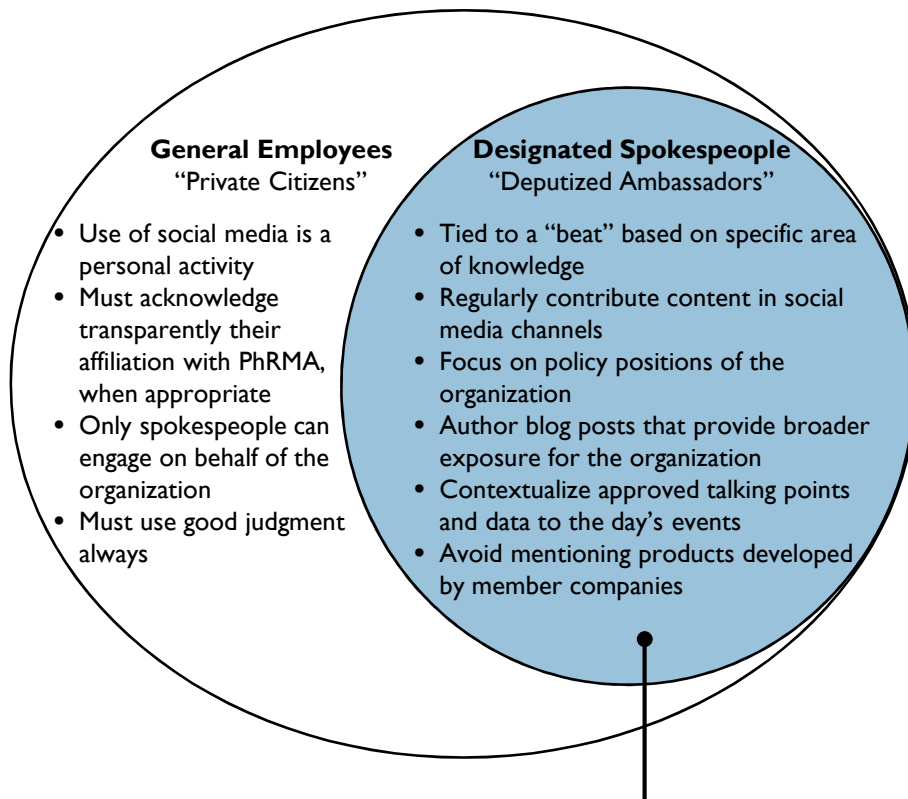 General Employees
“Private Citizens”
• Use of social media is a
personal activity
• Must acknowledge
transparently their
affiliation with PhRMA,
when appropriate
• Only spokespeople can
engage on behalf of the
organization
• Must use good judgment
always
Designated Spokespeople
“Deputized Ambassadors”
• Tied to a “beat” based on specific area
of knowledge
• Regularly contribute content in social
media channels
• Focus on policy positions of the
organization
• Author blog posts that provide broader
exposure for the organization
• Contextualize approved talking points
and data to the day’s events
• Avoid mentioning products developed
by member companies